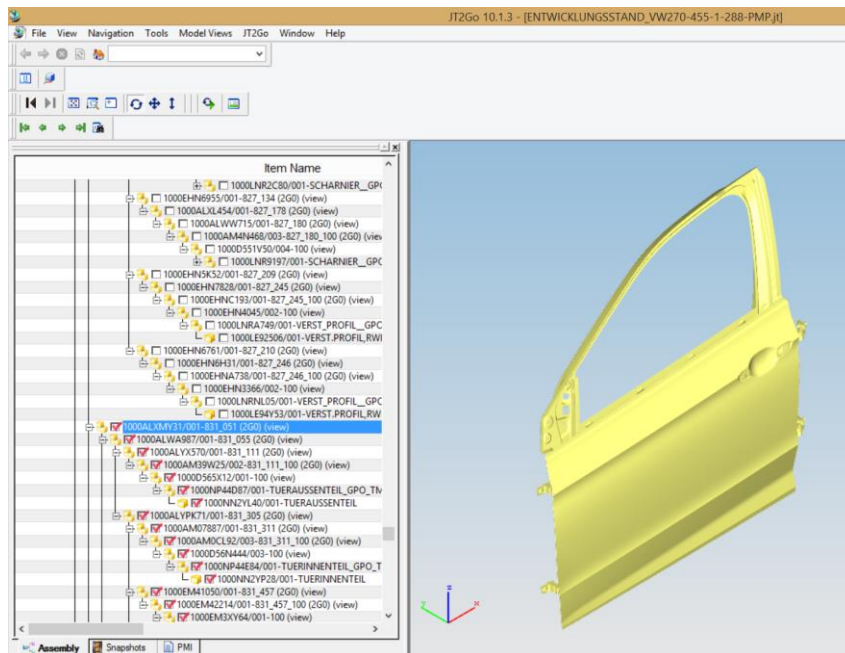 JT2Go 10.1.3 - [ENTWICKLUNGSSTAND_VW270-455-1-288-PMP.jt]
File View Navigation Tools Model Views JT2Go Window Help
Item Name
1000LNR2C80/001-SCHARNIER__GPO
1000EHN6955/001-827_134 (2G0) (view)
1000ALXL454/001-827_178 (2G0) (view)
1000ALWW715/001-827_180 (2G0) (view)
1000AM4N468/003-827_180_100 (2G0) (view
1000D551V50/004-100 (view)
1000LNR9197/001-SCHARNIER__GPO
1000EHN5K52/001-827_209 (2G0) (view)
1000EHN7828/001-827_245 (2G0) (view)
1000EHNC193/001-827_245_100 (2G0) (view)
1000EHN4045/002-100 (view)
1000LNRA749/001-VERST_PROFIL__GPO
1000LE92506/001-VERST.PROFIL,RWI
1000EHN6761/001-827_210 (2G0) (view)
1000EHN6H31/001-827_246 (2G0) (view)
1000EHNA738/001-827_246_100 (2G0) (view)
1000EHN3366/002-100 (view)
1000LNRNL05/001-VERST_PROFIL__GPO
1000LE94Y53/001-VERST.PROFIL,RW
1000ALXMY31/001-831_051 (2G0) (view)
1000ALWA987/001-831_055 (2G0) (view)
1000ALYX570/001-831_111 (2G0) (view)
1000AM39W25/002-831_111_100 (2G0) (view)
1000D565X12/001-100 (view)
1000NP44D87/001-TUERAUSSENTEIL_GPO_TM
1000NN2YL40/001-TUERAUSSENTEIL
1000ALYPK71/001-831_305 (2G0) (view)
1000AM07887/001-831_311 (2G0) (view)
1000AM0CL92/003-831_311_100 (2G0) (view)
1000D56N444/003-100 (view)
1000NP44E84/001-TUERINNENTEIL_GPO_T
1000NN2YP28/001-TUERINNENTEIL
1000EM41050/001-831_457 (2G0) (view)
1000EM42214/001-831_457_100 (2G0) (view)
1000EM3XY64/001-100 (view)
Assembly Snapshots PMI
z
y x